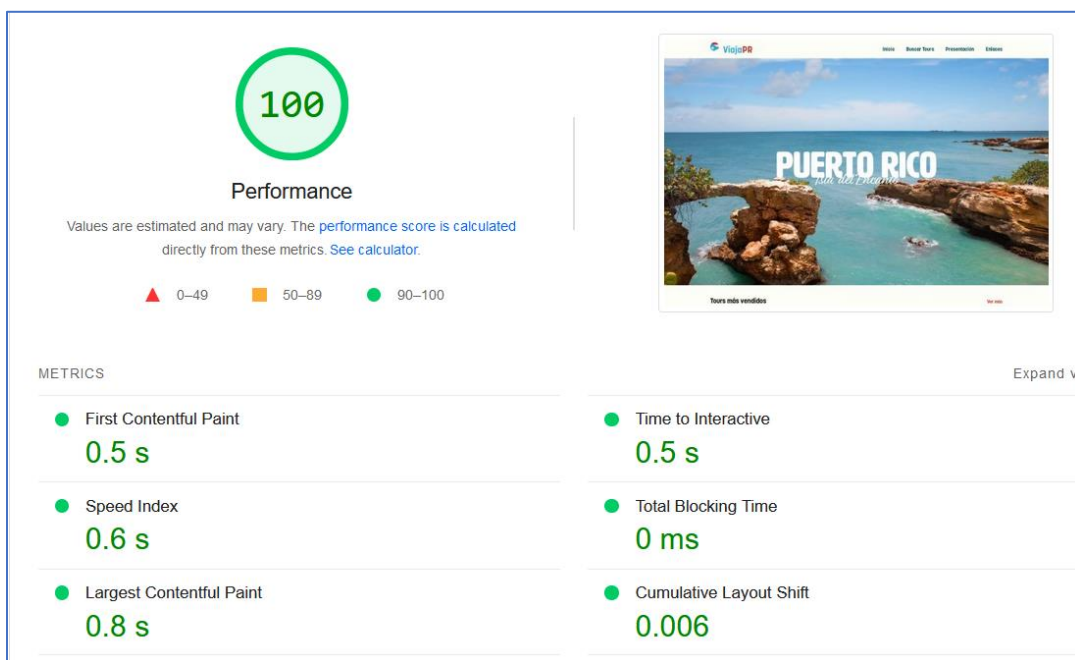 100
Performance
Values are estimated and may vary. The performance score is calculated
directly from these metrics. See calculator.
0–49 50–89 90–100
ViajaPR
Inicio Buscar Tours Presentación Enlaces
PUERTO RICO
Isla del Encanto
Tours más vendidos Ver más
METRICS Expand v
First Contentful Paint
0.5 s
Time to Interactive
0.5 s
Speed Index
0.6 s
Total Blocking Time
0 ms
Largest Contentful Paint
0.8 s
Cumulative Layout Shift
0.006